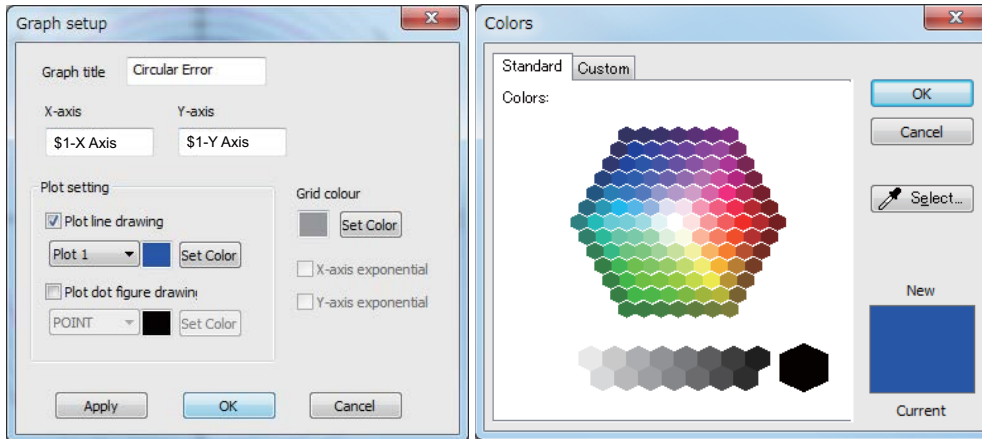 Graph setup
Graph title Circular Error
X-axis Y-axis
$1-X Axis $1-Y Axis
Plot setting
Plot line drawing
Plot 1 Set Color
Plot dot figure drawing
POINT Set Color
Grid colour
Set Color
X-axis exponential
Y-axis exponential
Apply OK Cancel
Colors
Standard Custom
Colors:
OK
Cancel
Select...
New
Current